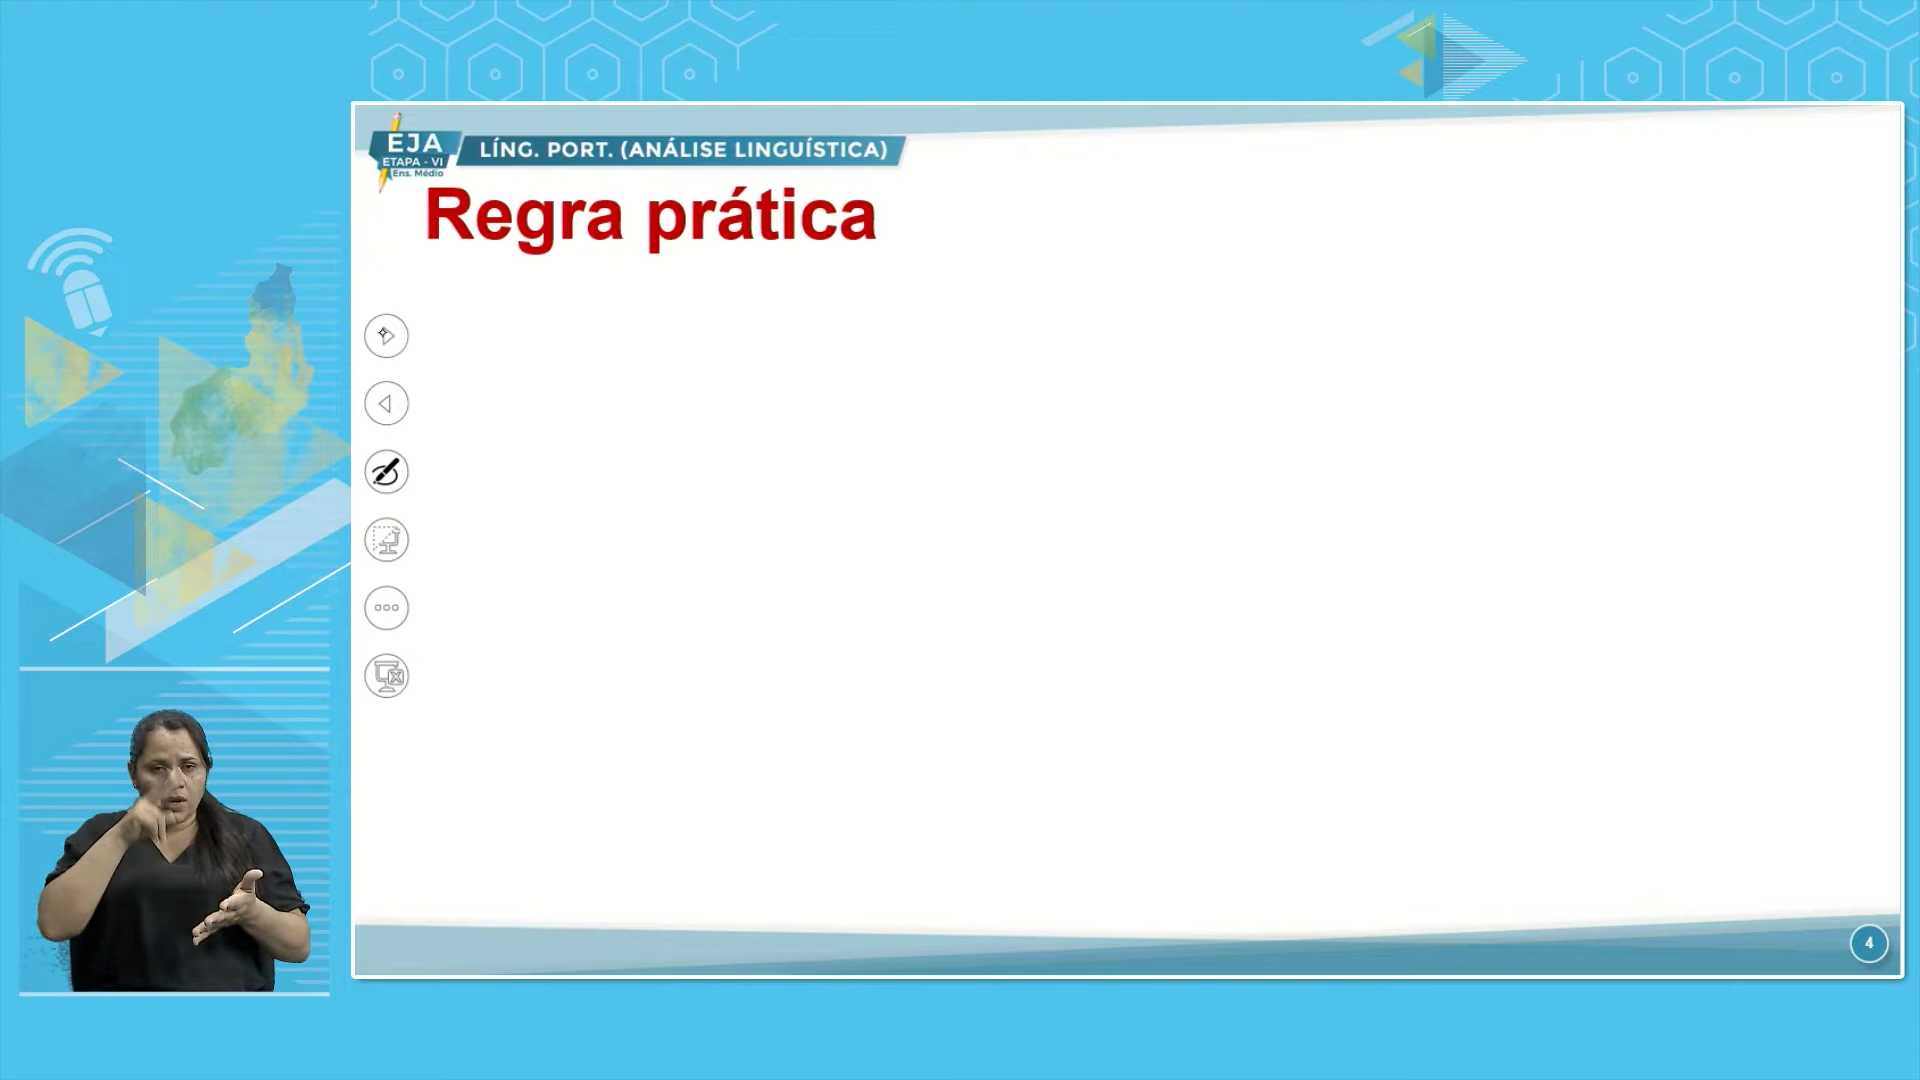 EJA
ETAPA - VI
Ens. Médio
LÍNG. PORT. (ANÁLISE LINGUÍSTICA)
Regra prática
4